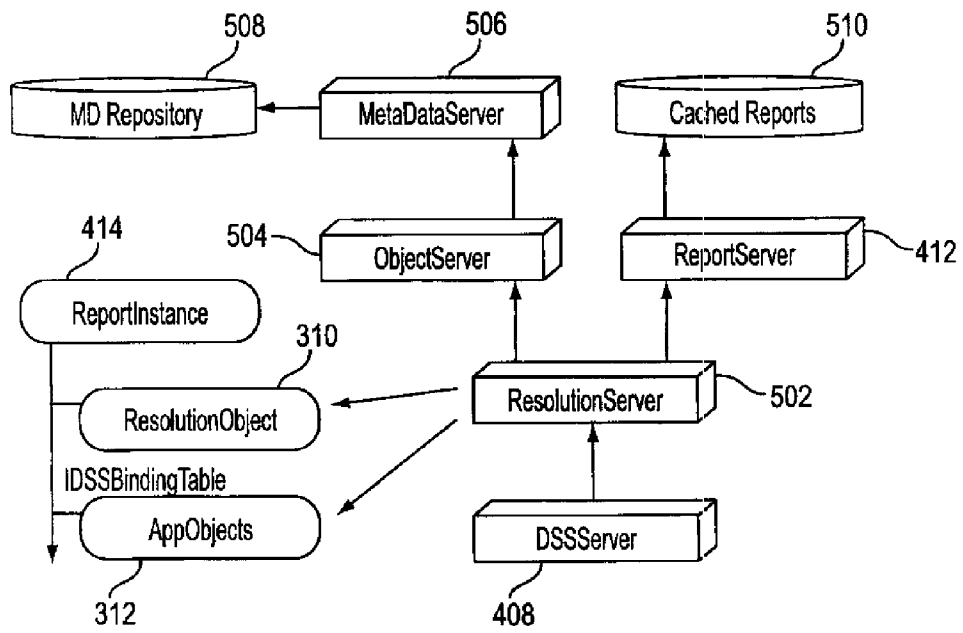 508
506
510
MD Repository
MetaDataServer
Cached Reports
414
504
ObjectServer
ReportServer
412
ReportInstance
310
ResolutionObject
ResolutionServer
502
IDSSBindingTable
AppObjects
DSSServer
312
408